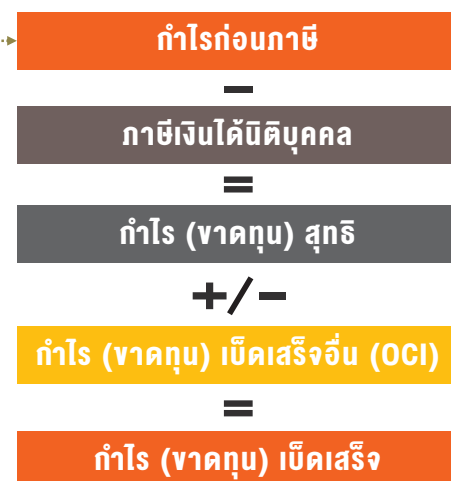 กำไรก่อนภาษี
−
ภาษีเงินได้นิติบุคคล
=
กำไร (ขาดทุน) สุทธิ
+/−
กำไร (ขาดทุน) เบ็ดเสร็จอื่น (OCI)
=
กำไร (ขาดทุน) เบ็ดเสร็จ